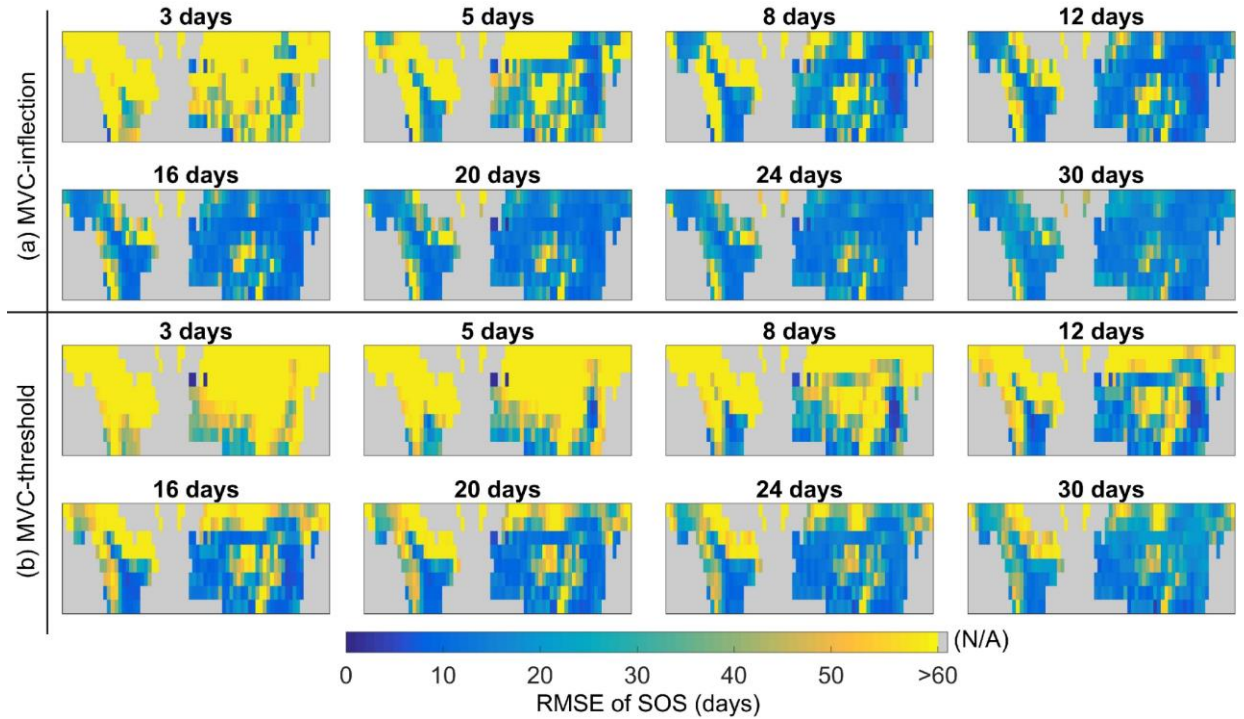 3 days 5 days 8 days 12 days
(a) MVC-inflection
16 days 20 days 24 days 30 days
3 days 5 days 8 days 12 days
(b) MVC-threshold
16 days 20 days 24 days 30 days
(N/A)
0 10 20 30 40 50 >60
RMSE of SOS (days)